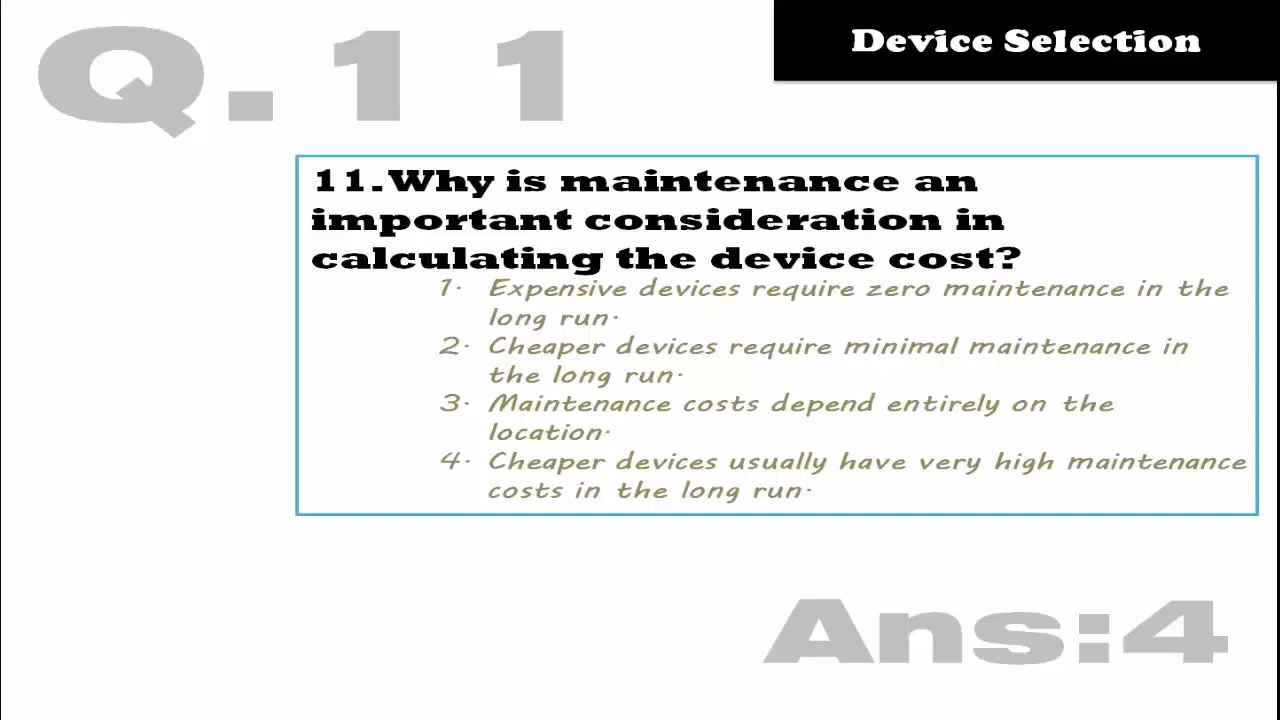 Device Selection
Q.11
11.Why is maintenance an
important consideration in
calculating the device cost?
1. Expensive devices require zero maintenance in the
long run.
2. Cheaper devices require minimal maintenance in
the long run.
3. Maintenance costs depend entirely on the
location.
4. Cheaper devices usually have very high maintenance
costs in the long run.
Ans:4